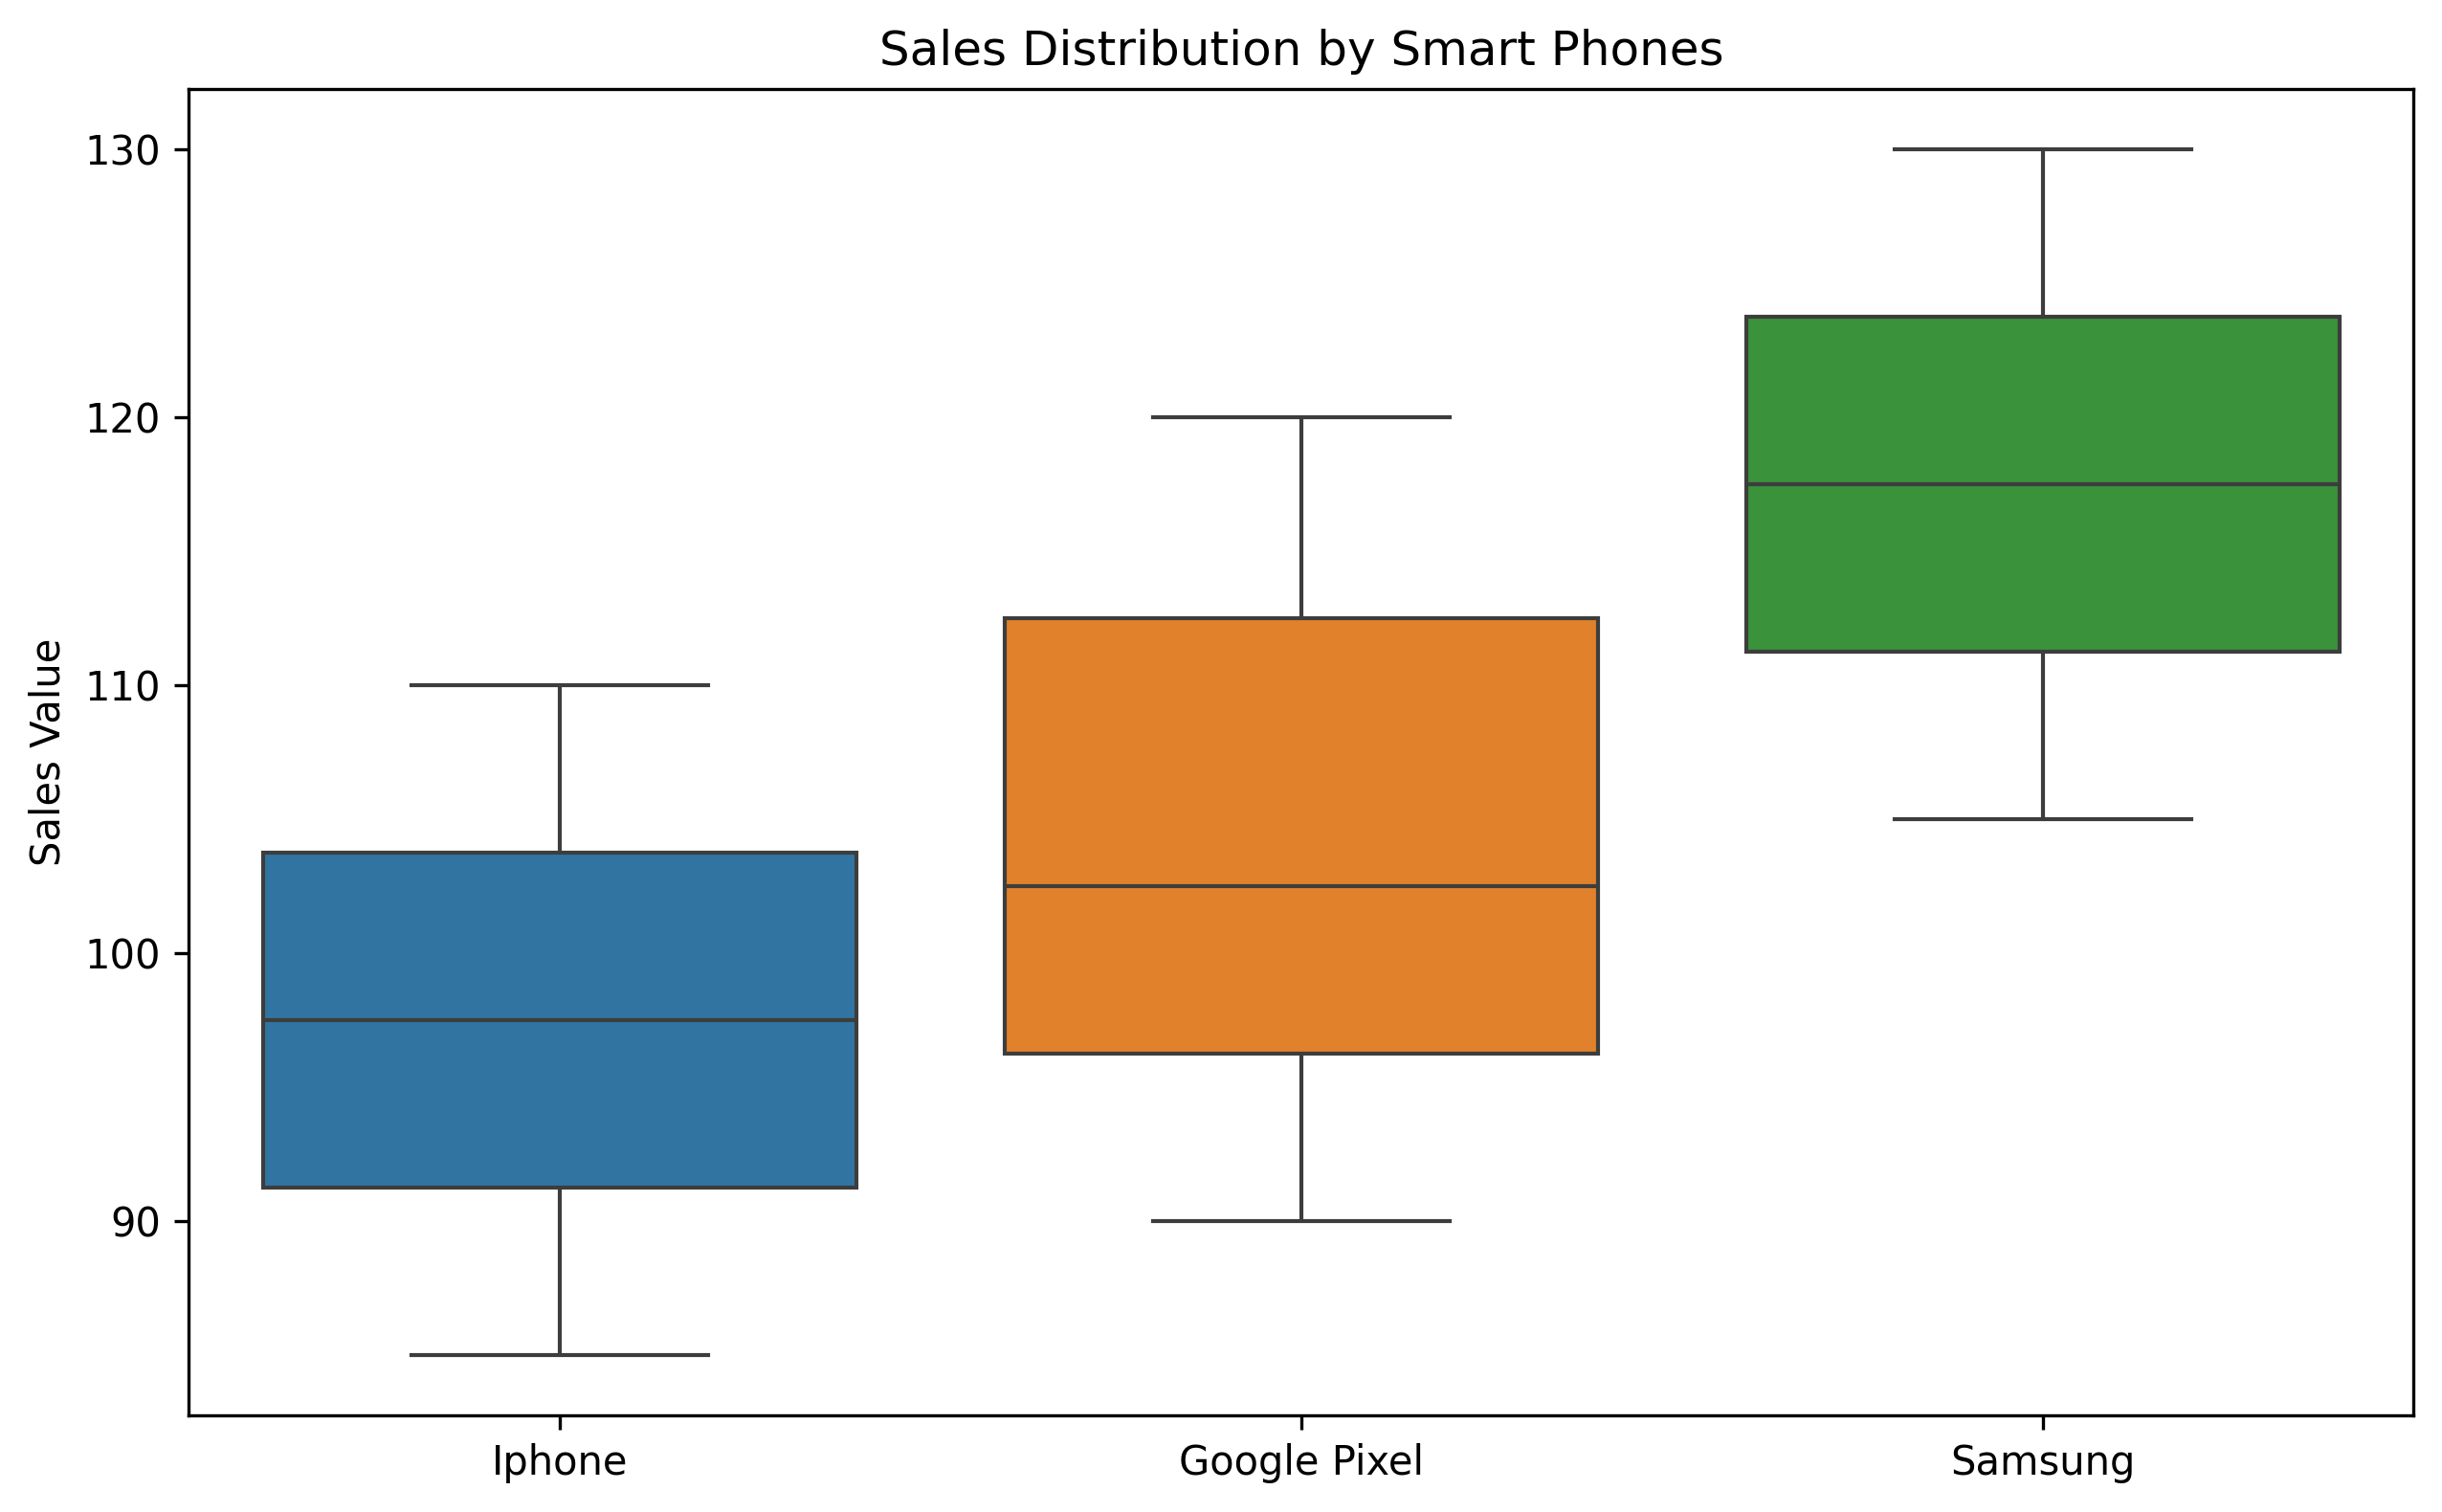 Sales Distribution by Smart Phones
Sales Value
130
120
110
100
90
Iphone
Google Pixel
Samsung